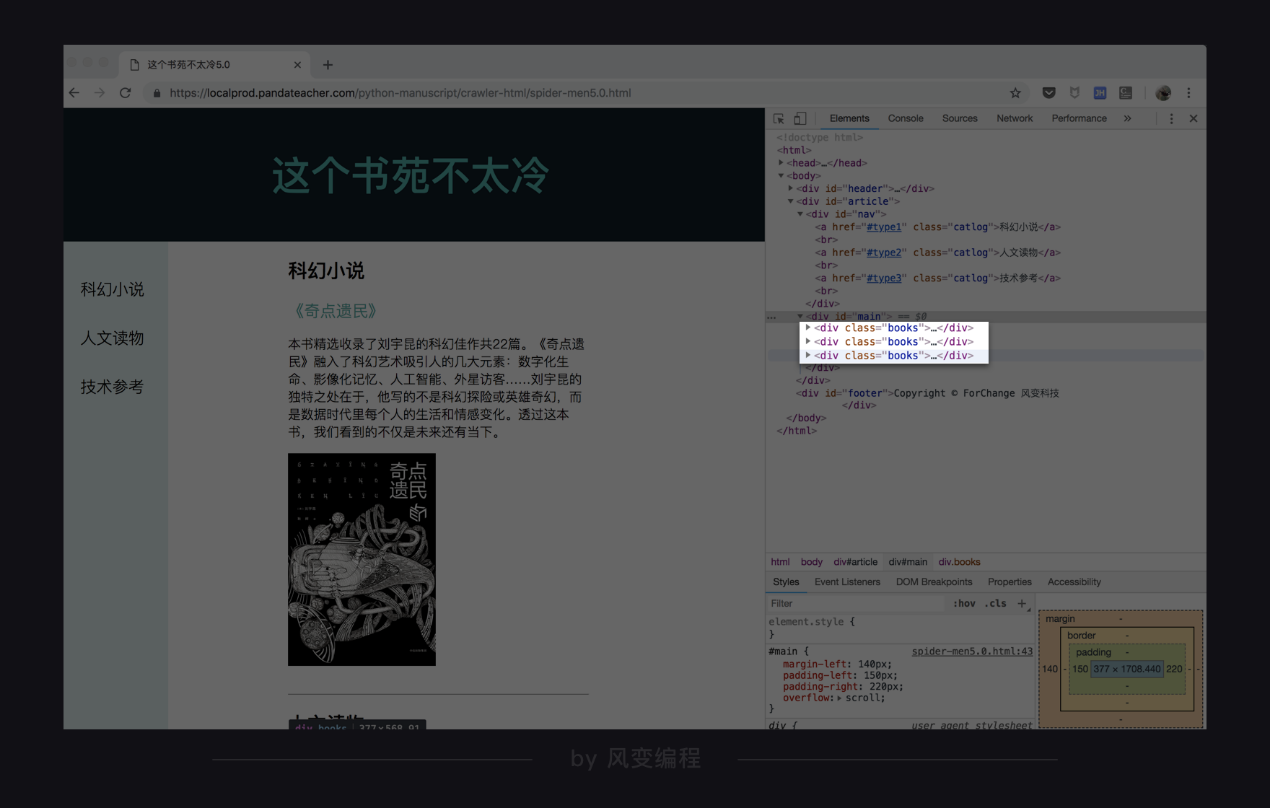 这个书苑不太冷5.0
https://localprod.pandateacher.com/python-manuscript/crawler-html/spider-men5.0.html
这个书苑不太冷
科幻小说
人文读物
技术参考
科幻小说
《奇点遗民》
本书精选收录了刘宇昆的科幻佳作共22篇。《奇点遗
民》融入了科幻艺术吸引人的几大元素：数字化生
命、影像化记忆、人工智能、外星访客……刘宇昆的
独特之处在于，他写的不是科幻探险或英雄奇幻，而
是数据时代里每个人的生活和情感变化。透过这本
书，我们看到的不仅是未来还有当下。
奇点
遗民
人文读物
div.books 377×568.91
Elements Console Sources Network Performance »
<!doctype html>
<html>
<head>…</head>
<body>
<div id="header">…</div>
<div id="article">
<div id="nav">
<a href="#type1" class="catlog">科幻小说</a>
<br>
<a href="#type2" class="catlog">人文读物</a>
<br>
<a href="#type3" class="catlog">技术参考</a>
<br>
</div>
… <div id="main"> == $0
<div class="books">…</div>
<div class="books">…</div>
<div class="books">…</div>
</div>
</div>
<div id="footer">Copyright © ForChange 风变科技
</div>
</body>
</html>
html body div#article div#main div.books
Styles Event Listeners DOM Breakpoints Properties Accessibility
Filter :hov .cls +
element.style {
}
#main { spider-men5.0.html:43
margin-left: 140px;
padding-left: 150px;
padding-right: 220px;
overflow: scroll;
}
div { user agent stylesheet
margin -
border -
padding -
140 - 150 377 × 1708.440 220 - -
-
-
-
by 风变编程